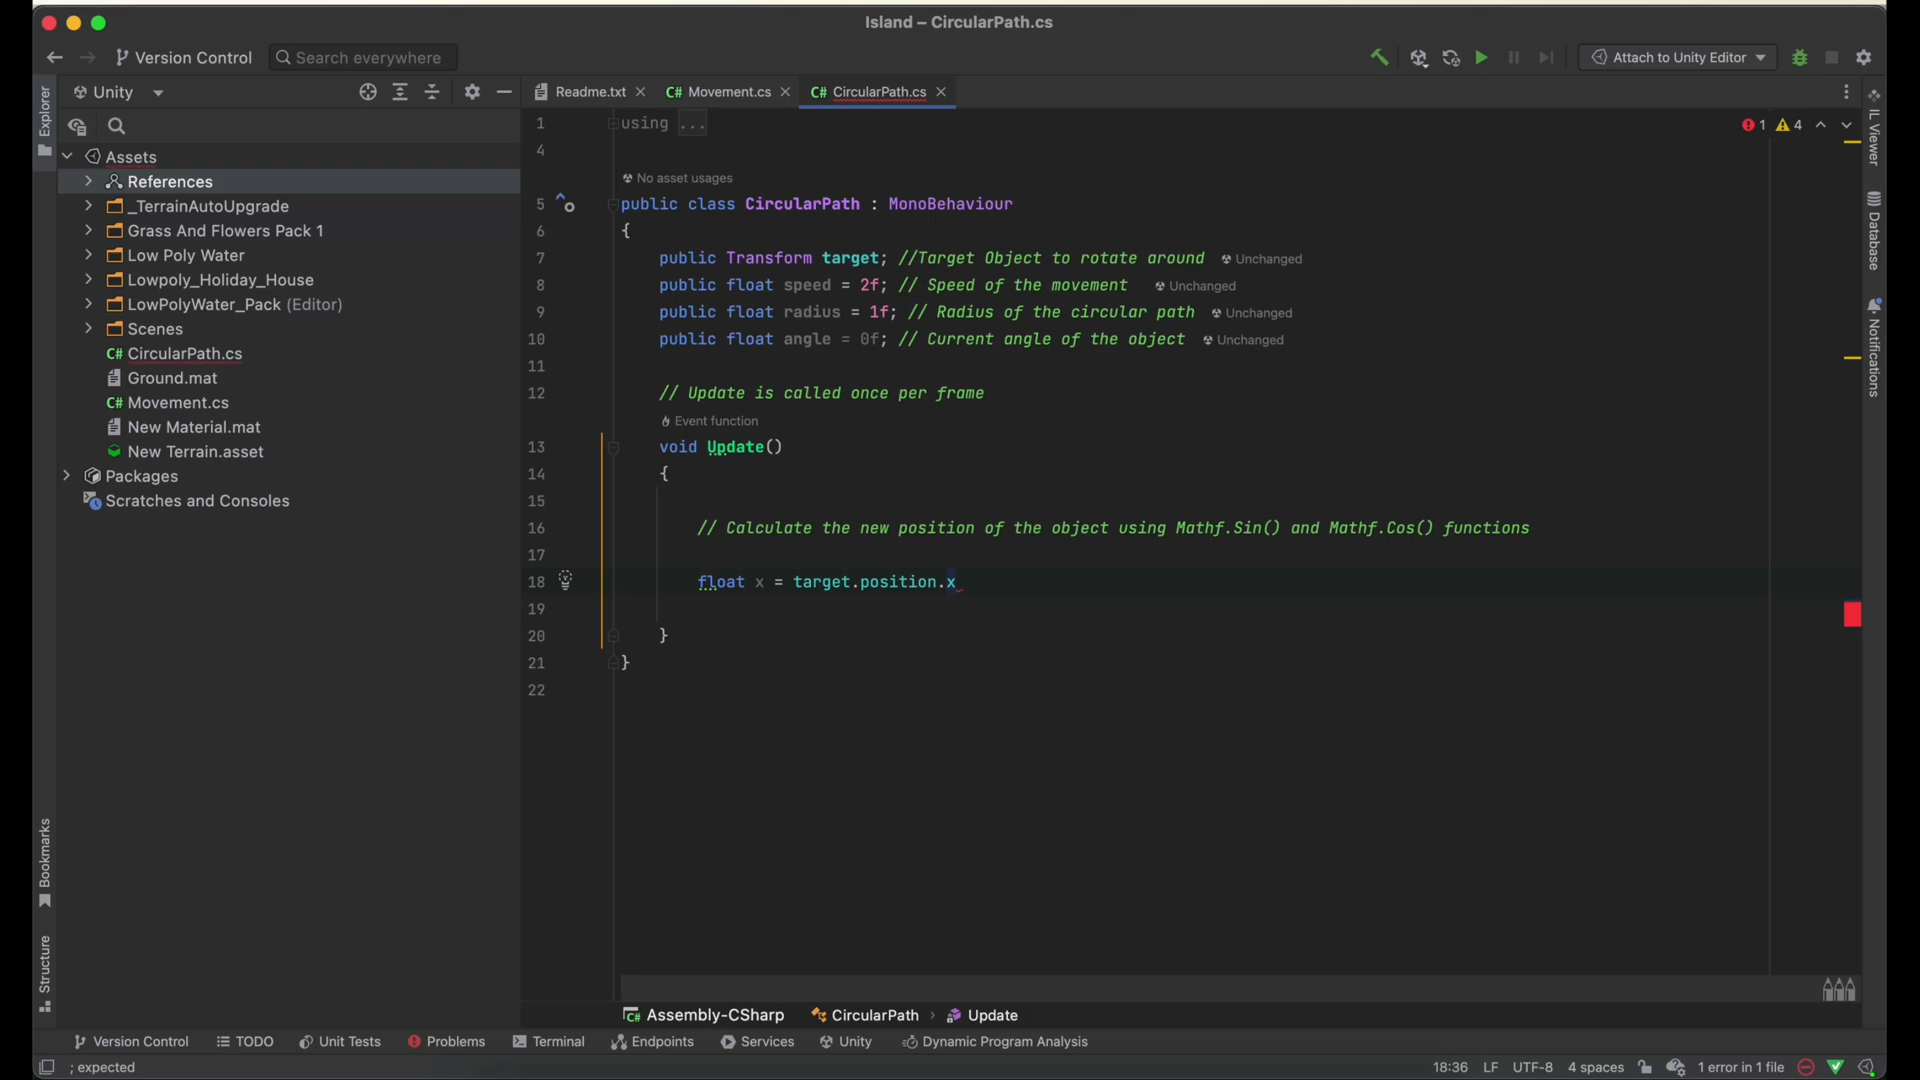 Island – CircularPath.cs
Version Control
Search everywhere
Attach to Unity Editor
Explorer
Unity
Assets
References
_TerrainAutoUpgrade
Grass And Flowers Pack 1
Low Poly Water
Lowpoly_Holiday_House
LowPolyWater_Pack (Editor)
Scenes
C# CircularPath.cs
Ground.mat
C# Movement.cs
New Material.mat
New Terrain.asset
Packages
Scratches and Consoles
Bookmarks
Structure
Readme.txt
C# Movement.cs
C# CircularPath.cs
1 4
1 using ...
4
No asset usages
5 public class CircularPath : MonoBehaviour
6 {
7 public Transform target; //Target Object to rotate around Unchanged
8 public float speed = 2f; // Speed of the movement Unchanged
9 public float radius = 1f; // Radius of the circular path Unchanged
10 public float angle = 0f; // Current angle of the object Unchanged
11
12 // Update is called once per frame
Event function
13 void Update()
14 {
15
16 // Calculate the new position of the object using Mathf.Sin() and Mathf.Cos() functions
17
18 float x = target.position.x
19
20 }
21 }
22
IL Viewer
Database
Notifications
C# Assembly-CSharp
CircularPath › Update
Version Control
TODO
Unit Tests
Problems
Terminal
Endpoints
Services
Unity
Dynamic Program Analysis
; expected
18:36 LF UTF-8 4 spaces 1 error in 1 file